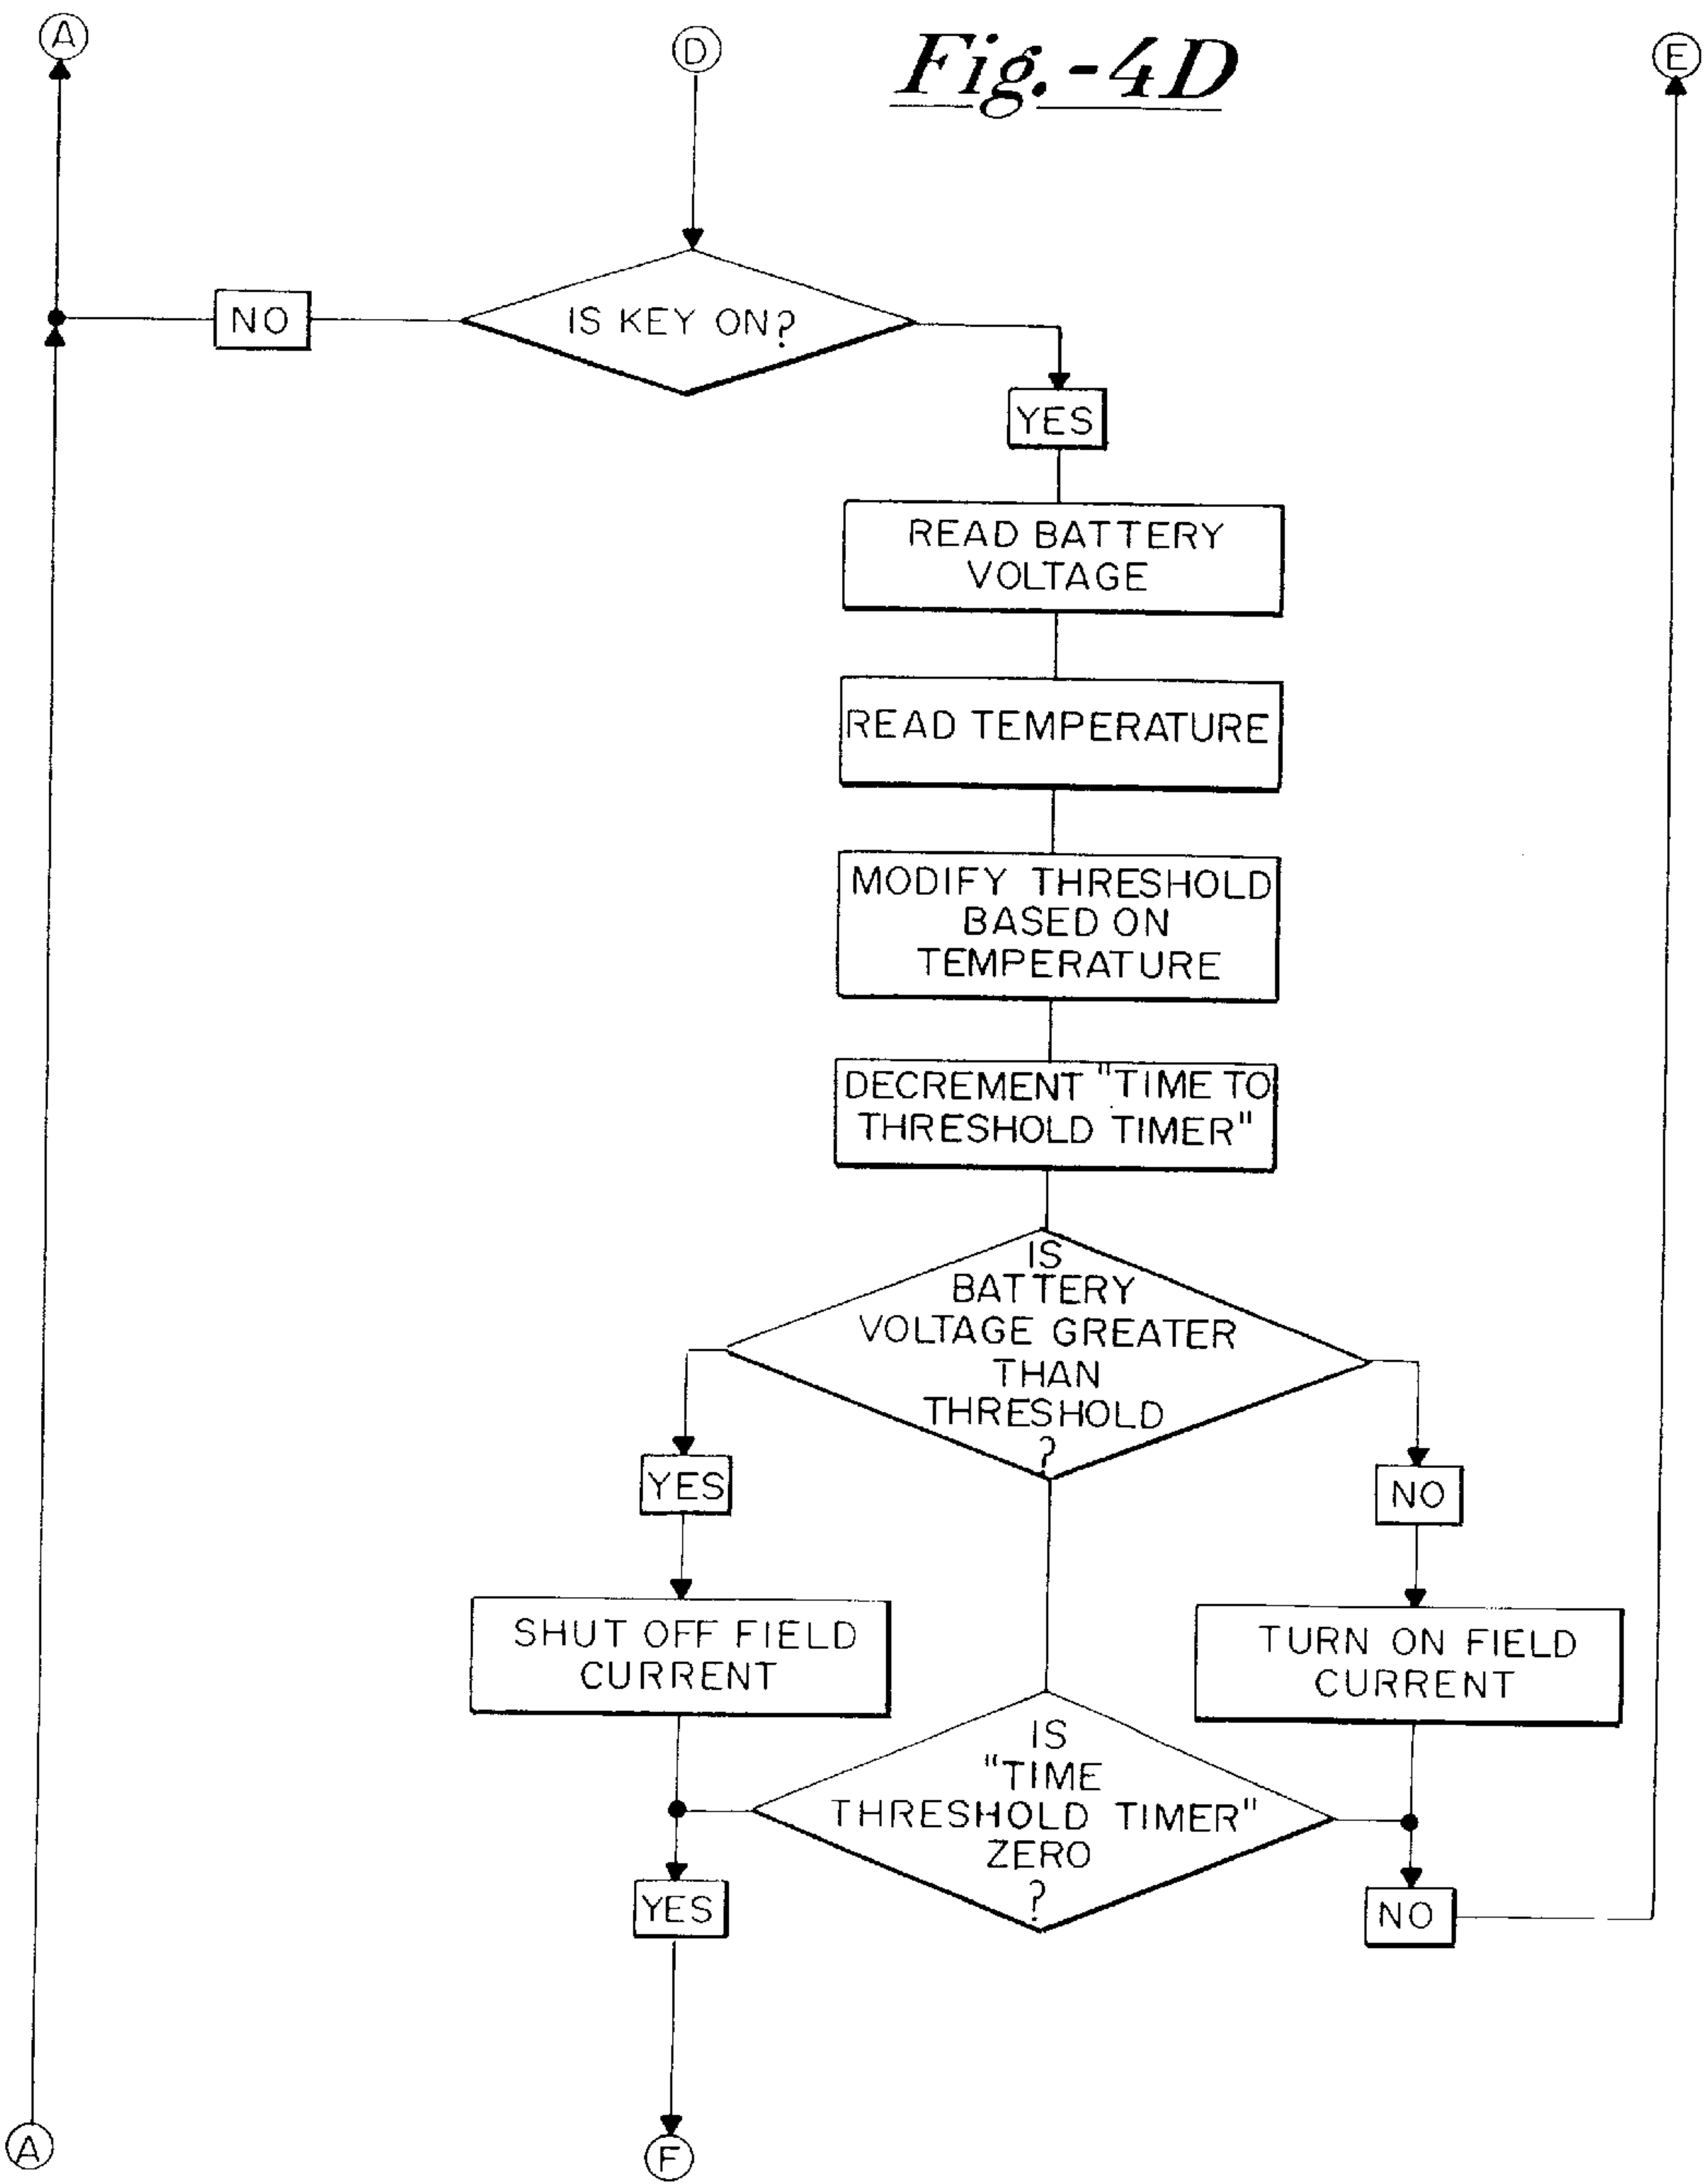 A
D
Fig.-4D
E
NO
IS KEY ON?
YES
READ BATTERY
VOLTAGE
READ TEMPERATURE
MODIFY THRESHOLD
BASED ON
TEMPERATURE
DECREMENT "TIME TO
THRESHOLD TIMER"
IS
BATTERY
VOLTAGE GREATER
THAN
THRESHOLD
?
YES
NO
SHUT OFF FIELD
CURRENT
TURN ON FIELD
CURRENT
IS
"TIME
THRESHOLD TIMER"
ZERO
?
YES
NO
A
F